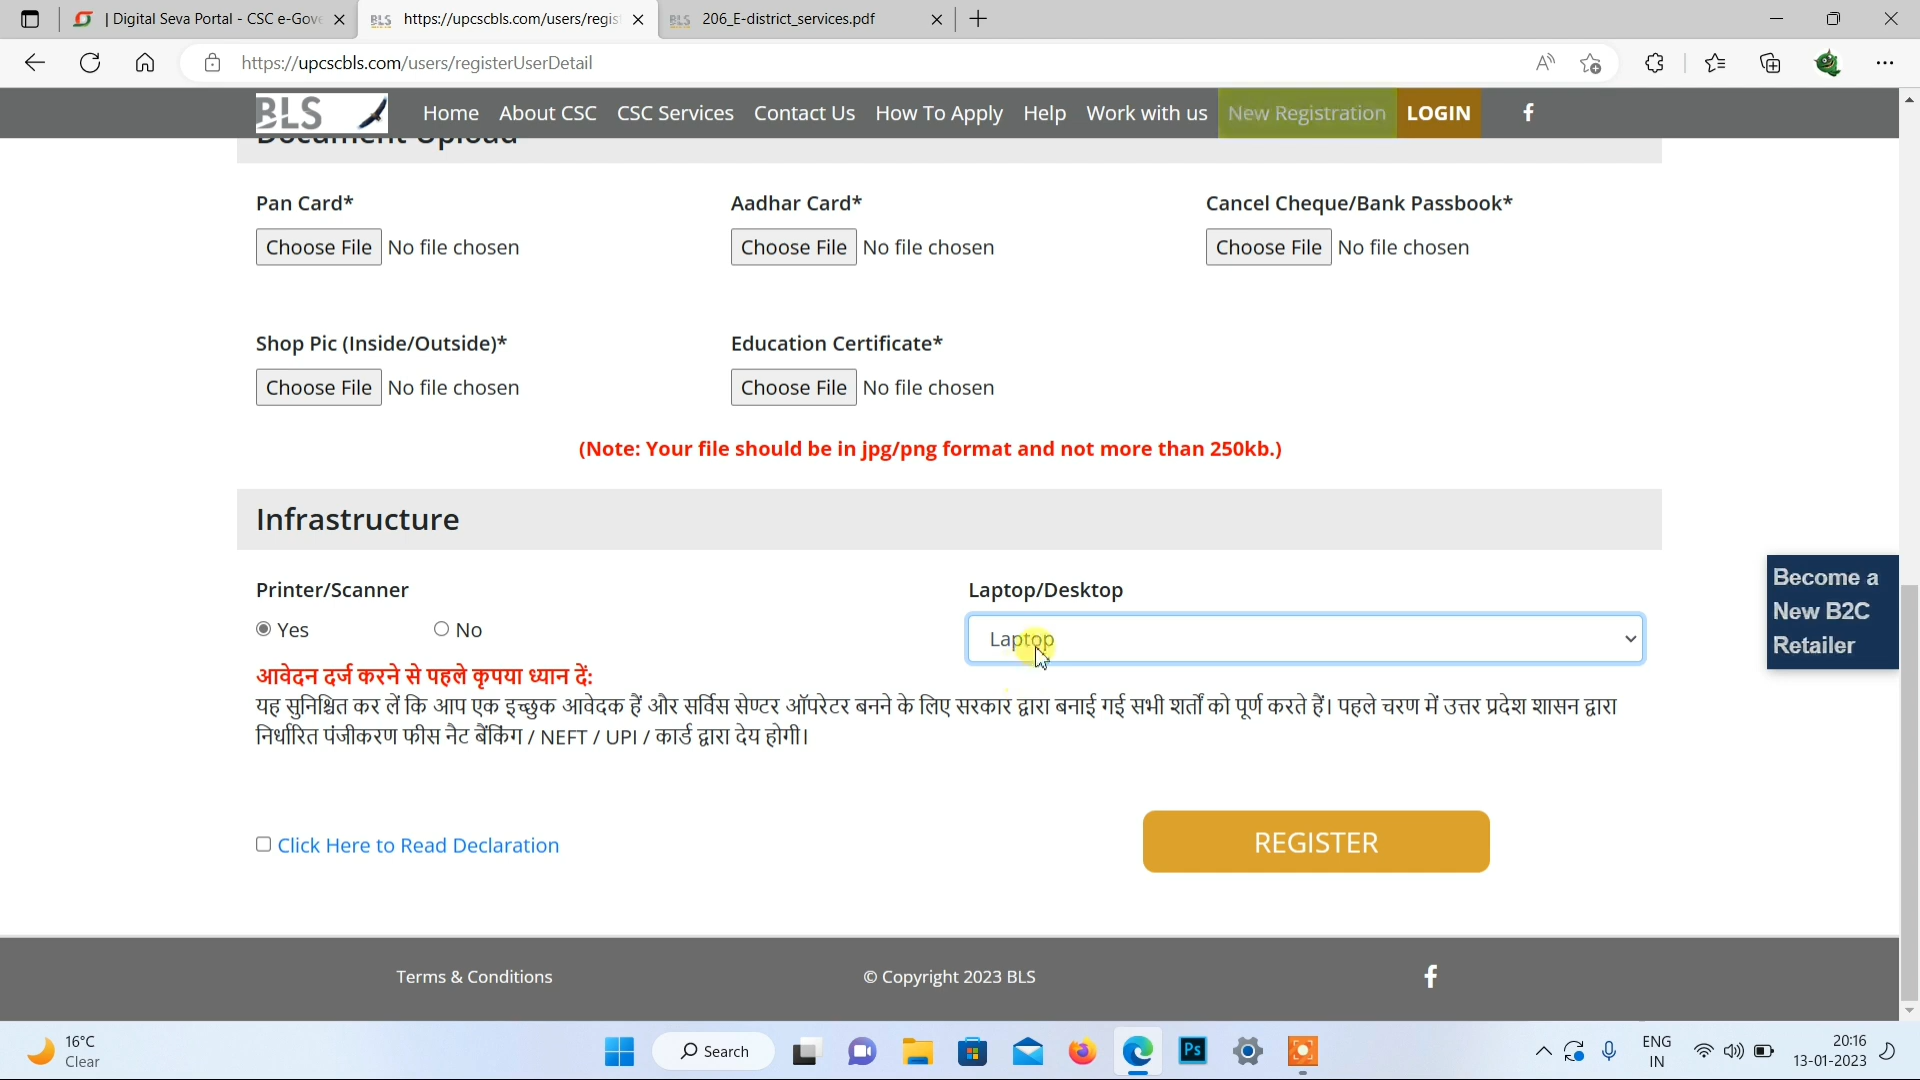 | Digital Seva Portal - CSC e-Gove
https://upcscbls.com/users/regis
206_E-district_services.pdf
https://upcscbls.com/users/registerUserDetail
BLS
Home About CSC CSC Services Contact Us How To Apply Help Work with us New Registration LOGIN
Document Upload
Pan Card* Aadhar Card* Cancel Cheque/Bank Passbook*
Choose File No file chosen Choose File No file chosen Choose File No file chosen
Shop Pic (Inside/Outside)* Education Certificate*
Choose File No file chosen Choose File No file chosen
(Note: Your file should be in jpg/png format and not more than 250kb.)
Infrastructure
Printer/Scanner Laptop/Desktop
Yes No Laptop
Become a
New B2C
Retailer
आवेदन दर्ज करने से पहले कृपया ध्यान दें:
यह सुनिश्चित कर लें कि आप एक इच्छुक आवेदक हैं और सर्विस सेण्टर ऑपरेटर बनने के लिए सरकार द्वारा बनाई गई सभी शर्तों को पूर्ण करते हैं। पहले चरण में उत्तर प्रदेश शासन द्वारा
निर्धारित पंजीकरण फीस नैट बैंकिंग / NEFT / UPI / कार्ड द्वारा देय होगी।
Click Here to Read Declaration REGISTER
Terms & Conditions © Copyright 2023 BLS
16°C
Clear
Search
Ps
ENG
IN
20:16
13-01-2023